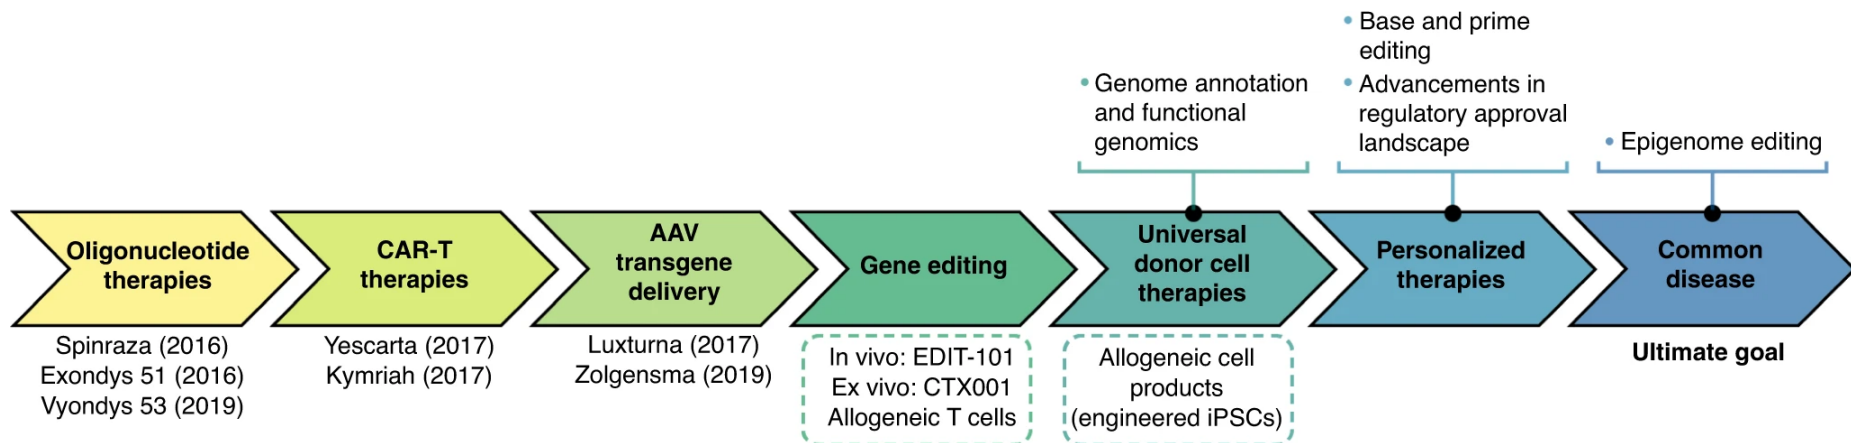 • Base and prime
editing
• Advancements in
regulatory approval
landscape
• Genome annotation
and functional
genomics
• Epigenome editing
Oligonucleotide
therapies
CAR-T
therapies
AAV
transgene
delivery
Gene editing
Universal
donor cell
therapies
Personalized
therapies
Common
disease
Spinraza (2016)
Exondys 51 (2016)
Vyondys 53 (2019)
Yescarta (2017)
Kymriah (2017)
Luxturna (2017)
Zolgensma (2019)
In vivo: EDIT-101
Ex vivo: CTX001
Allogeneic T cells
Allogeneic cell
products
(engineered iPSCs)
Ultimate goal